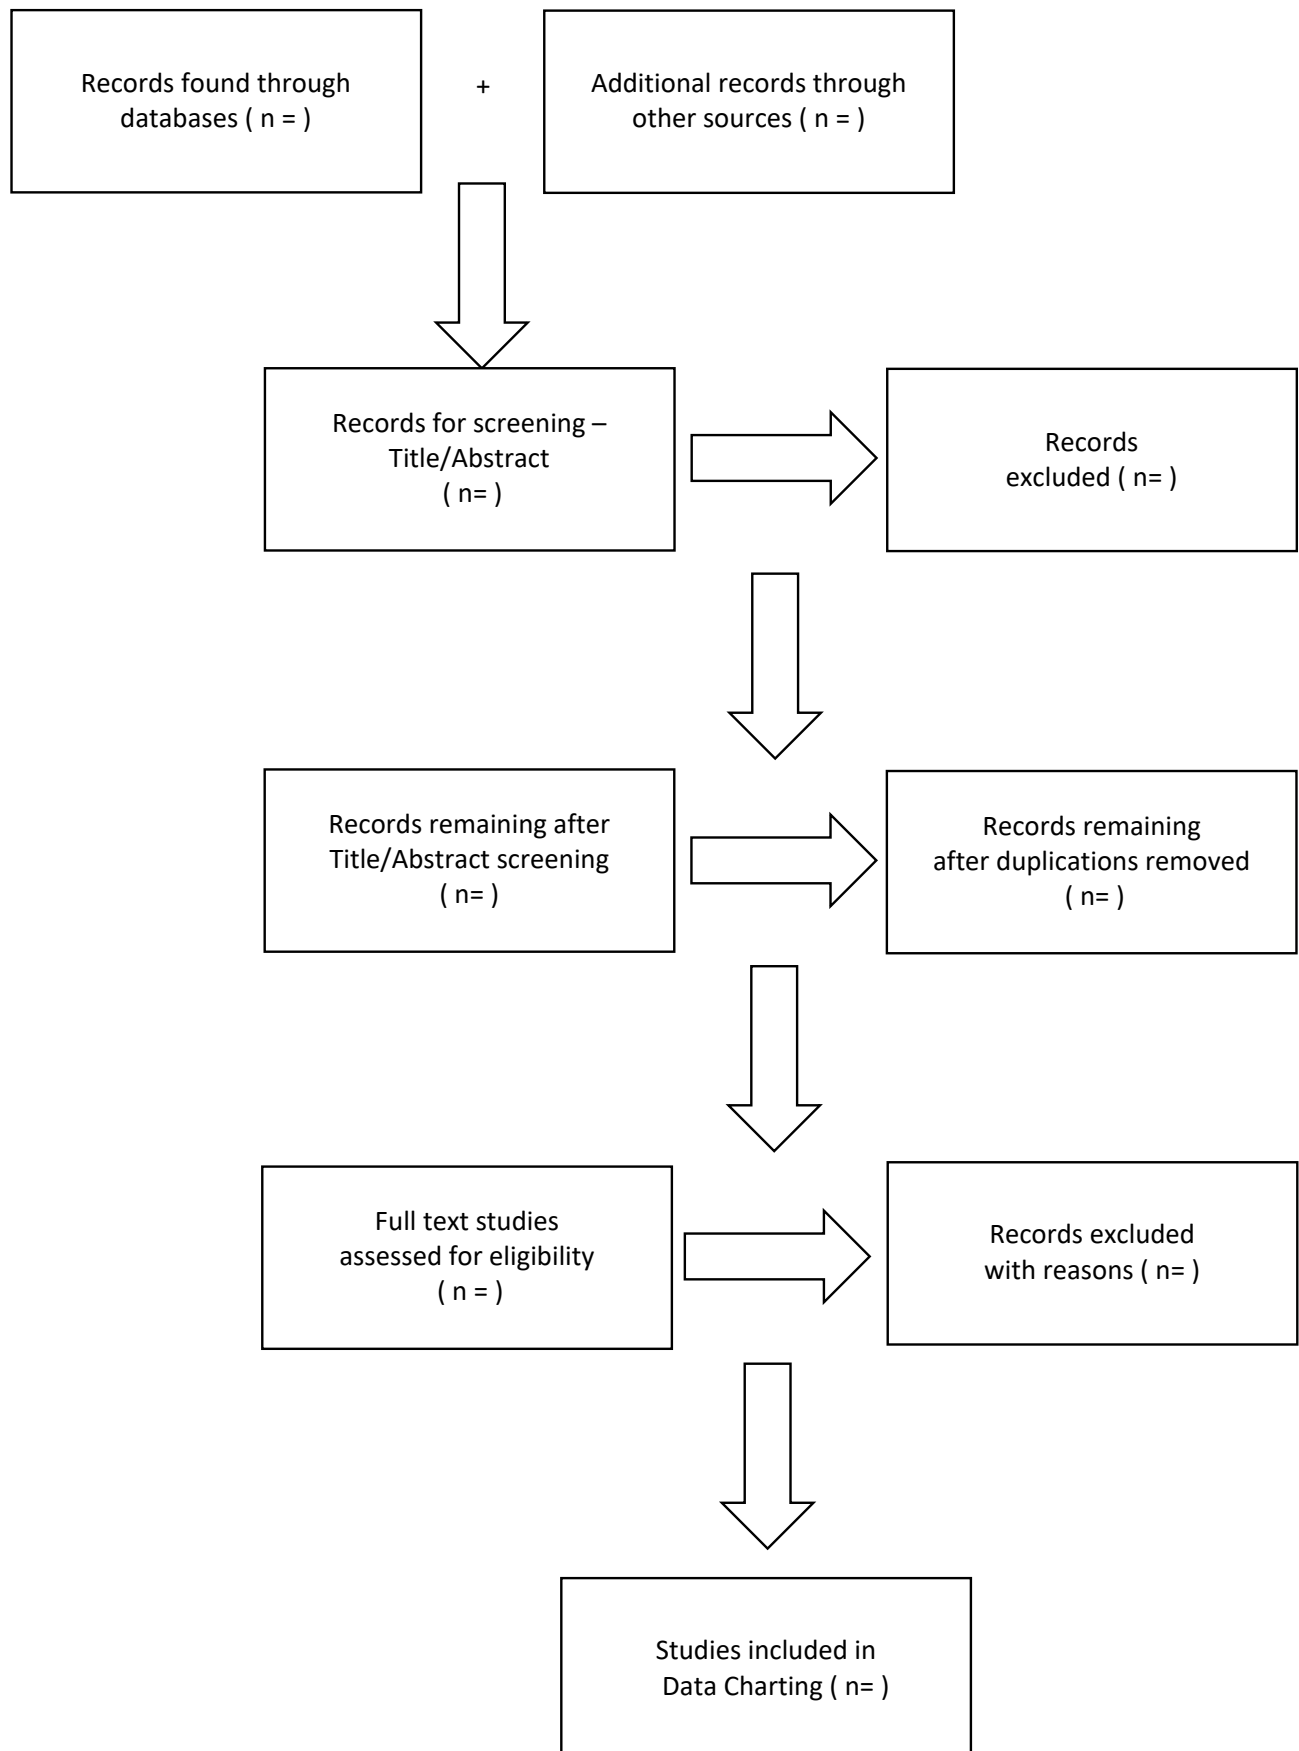 Records found through
databases ( n = )
+
Additional records through
other sources ( n = )
Records for screening –
Title/Abstract
( n= )
Records
excluded ( n= )
Records remaining after
Title/Abstract screening
( n= )
Records remaining
after duplications removed
( n= )
Full text studies
assessed for eligibility
( n = )
Records excluded
with reasons ( n= )
Studies included in
Data Charting ( n= )